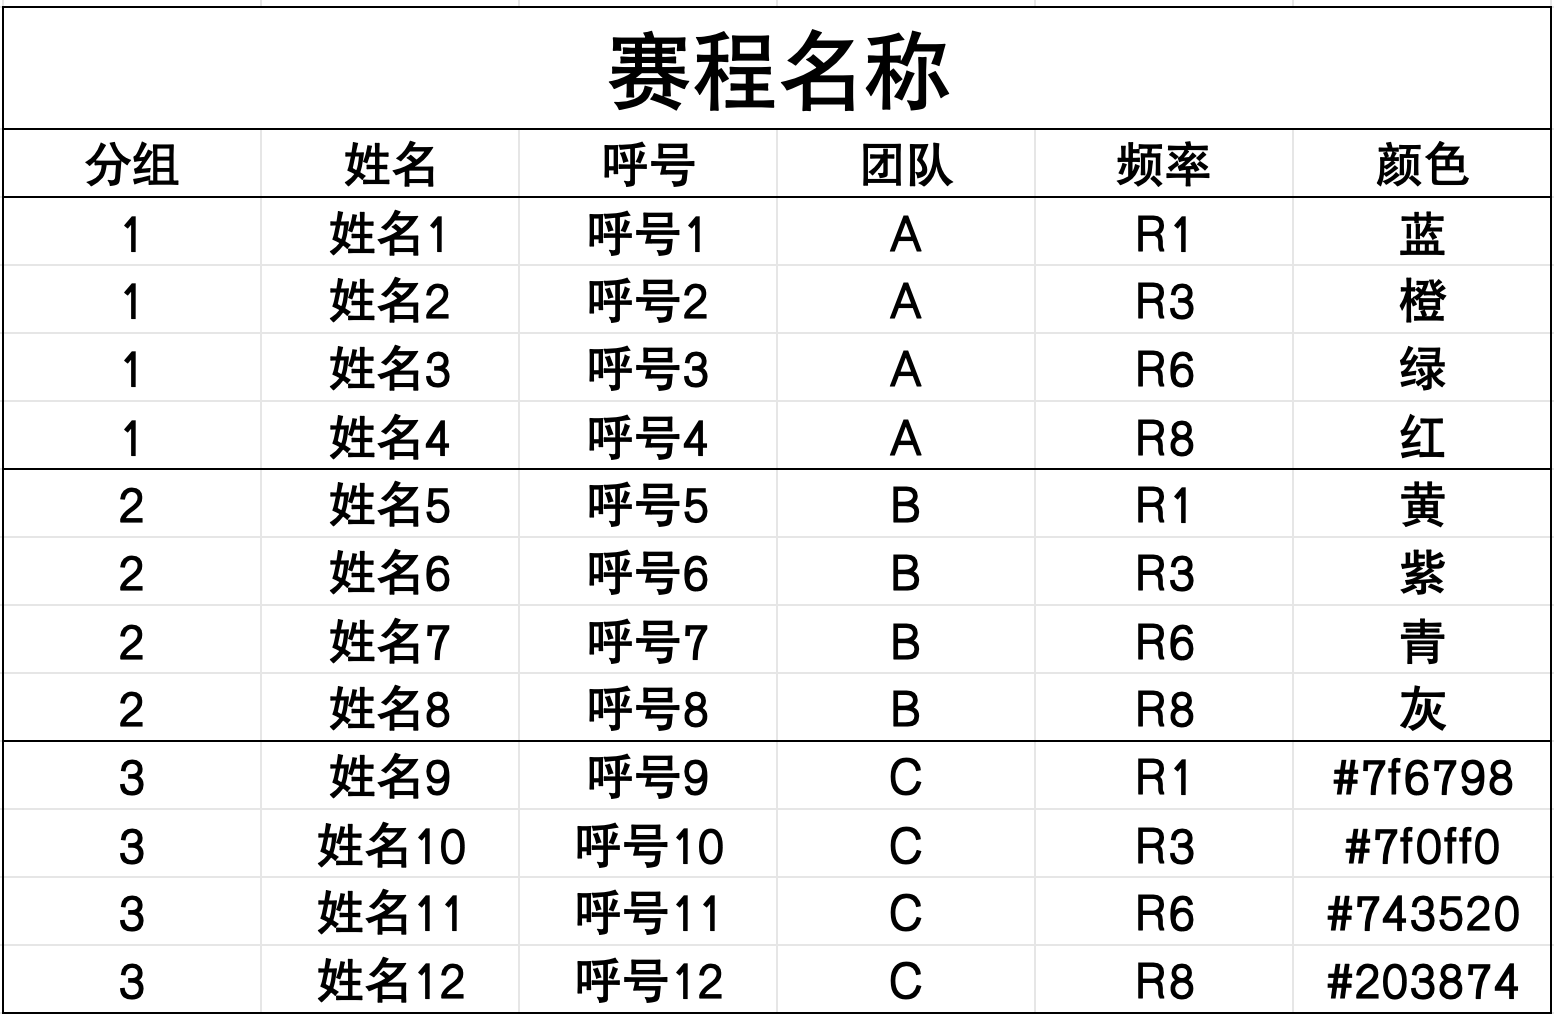 赛程名称
分组 姓名 呼号 团队 频率 颜色
1 姓名1 呼号1 A R1 蓝
1 姓名2 呼号2 A R3 橙
1 姓名3 呼号3 A R6 绿
1 姓名4 呼号4 A R8 红
2 姓名5 呼号5 B R1 黄
2 姓名6 呼号6 B R3 紫
2 姓名7 呼号7 B R6 青
2 姓名8 呼号8 B R8 灰
3 姓名9 呼号9 C R1 #7f6798
3 姓名10 呼号10 C R3 #7f0ff0
3 姓名11 呼号11 C R6 #743520
3 姓名12 呼号12 C R8 #203874